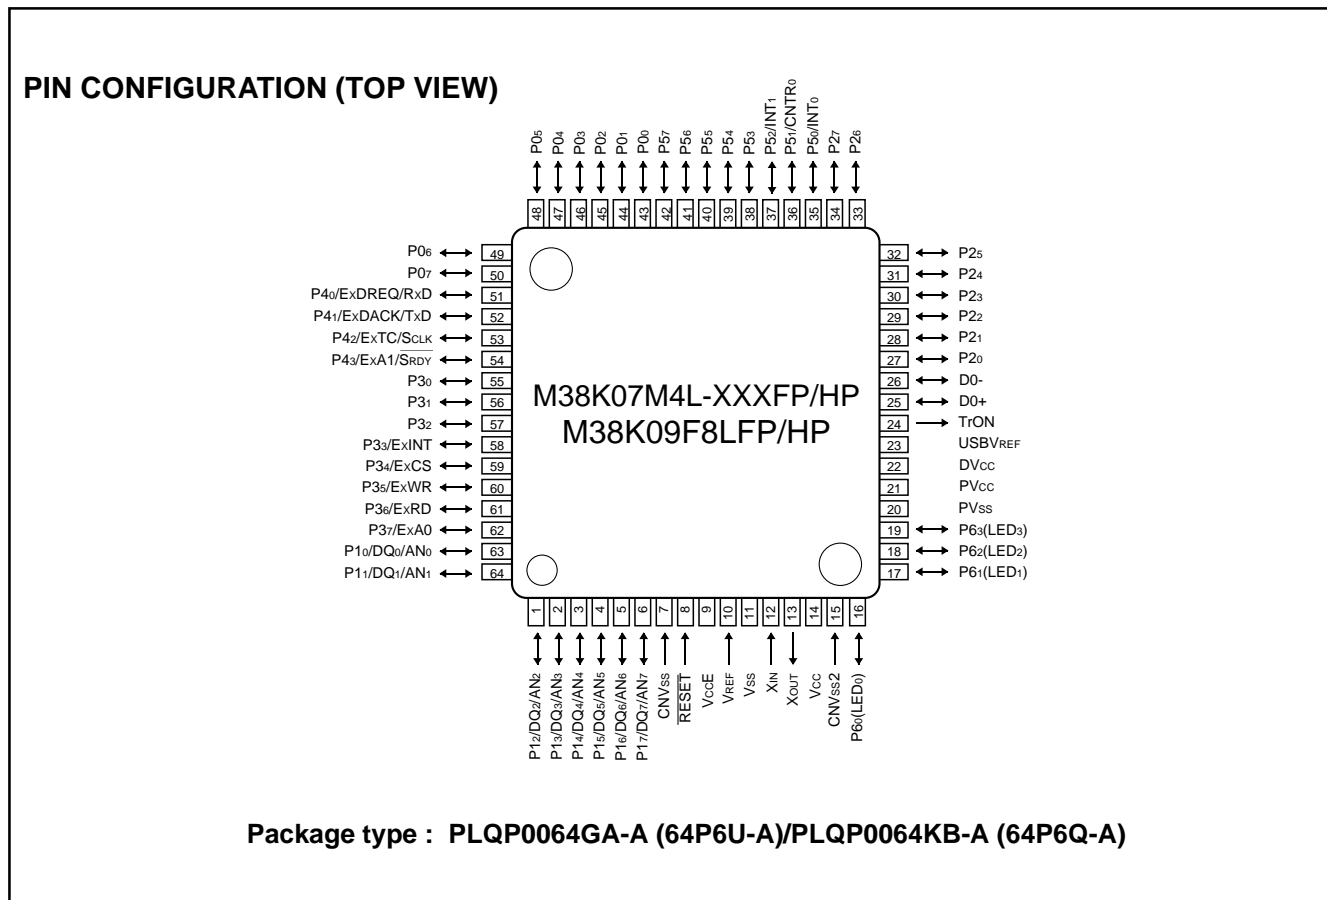 PIN CONFIGURATION (TOP VIEW)
P05
P04
P03
P02
P01
P00
P57
P56
P55
P54
P53
P52/INT1
P51/CNTR0
P50/INT0
P27
P26
48
47
46
45
44
43
42
41
40
39
38
37
36
35
34
33
P06 49
P07 50
P40/EXDREQ/RXD 51
P41/EXDACK/TXD 52
P42/EXTC/SCLK 53
P43/EXA1/S̅R̅D̅Y̅ 54
P30 55
P31 56
P32 57
P33/EXINT 58
P34/EXCS 59
P35/EXWR 60
P36/EXRD 61
P37/EXA0 62
P10/DQ0/AN0 63
P11/DQ1/AN1 64
M38K07M4L-XXXFP/HP
M38K09F8LFP/HP
32 P25
31 P24
30 P23
29 P22
28 P21
27 P20
26 D0-
25 D0+
24 TrON
23 USBVREF
22 DVCC
21 PVCC
20 PVSS
19 P63(LED3)
18 P62(LED2)
17 P61(LED1)
1
2
3
4
5
6
7
8
9
10
11
12
13
14
15
16
P12/DQ2/AN2
P13/DQ3/AN3
P14/DQ4/AN4
P15/DQ5/AN5
P16/DQ6/AN6
P17/DQ7/AN7
CNVSS
R̅E̅S̅E̅T̅
VCCE
VREF
VSS
XIN
XOUT
VCC
CNVSS2
P60(LED0)
Package type : PLQP0064GA-A (64P6U-A)/PLQP0064KB-A (64P6Q-A)